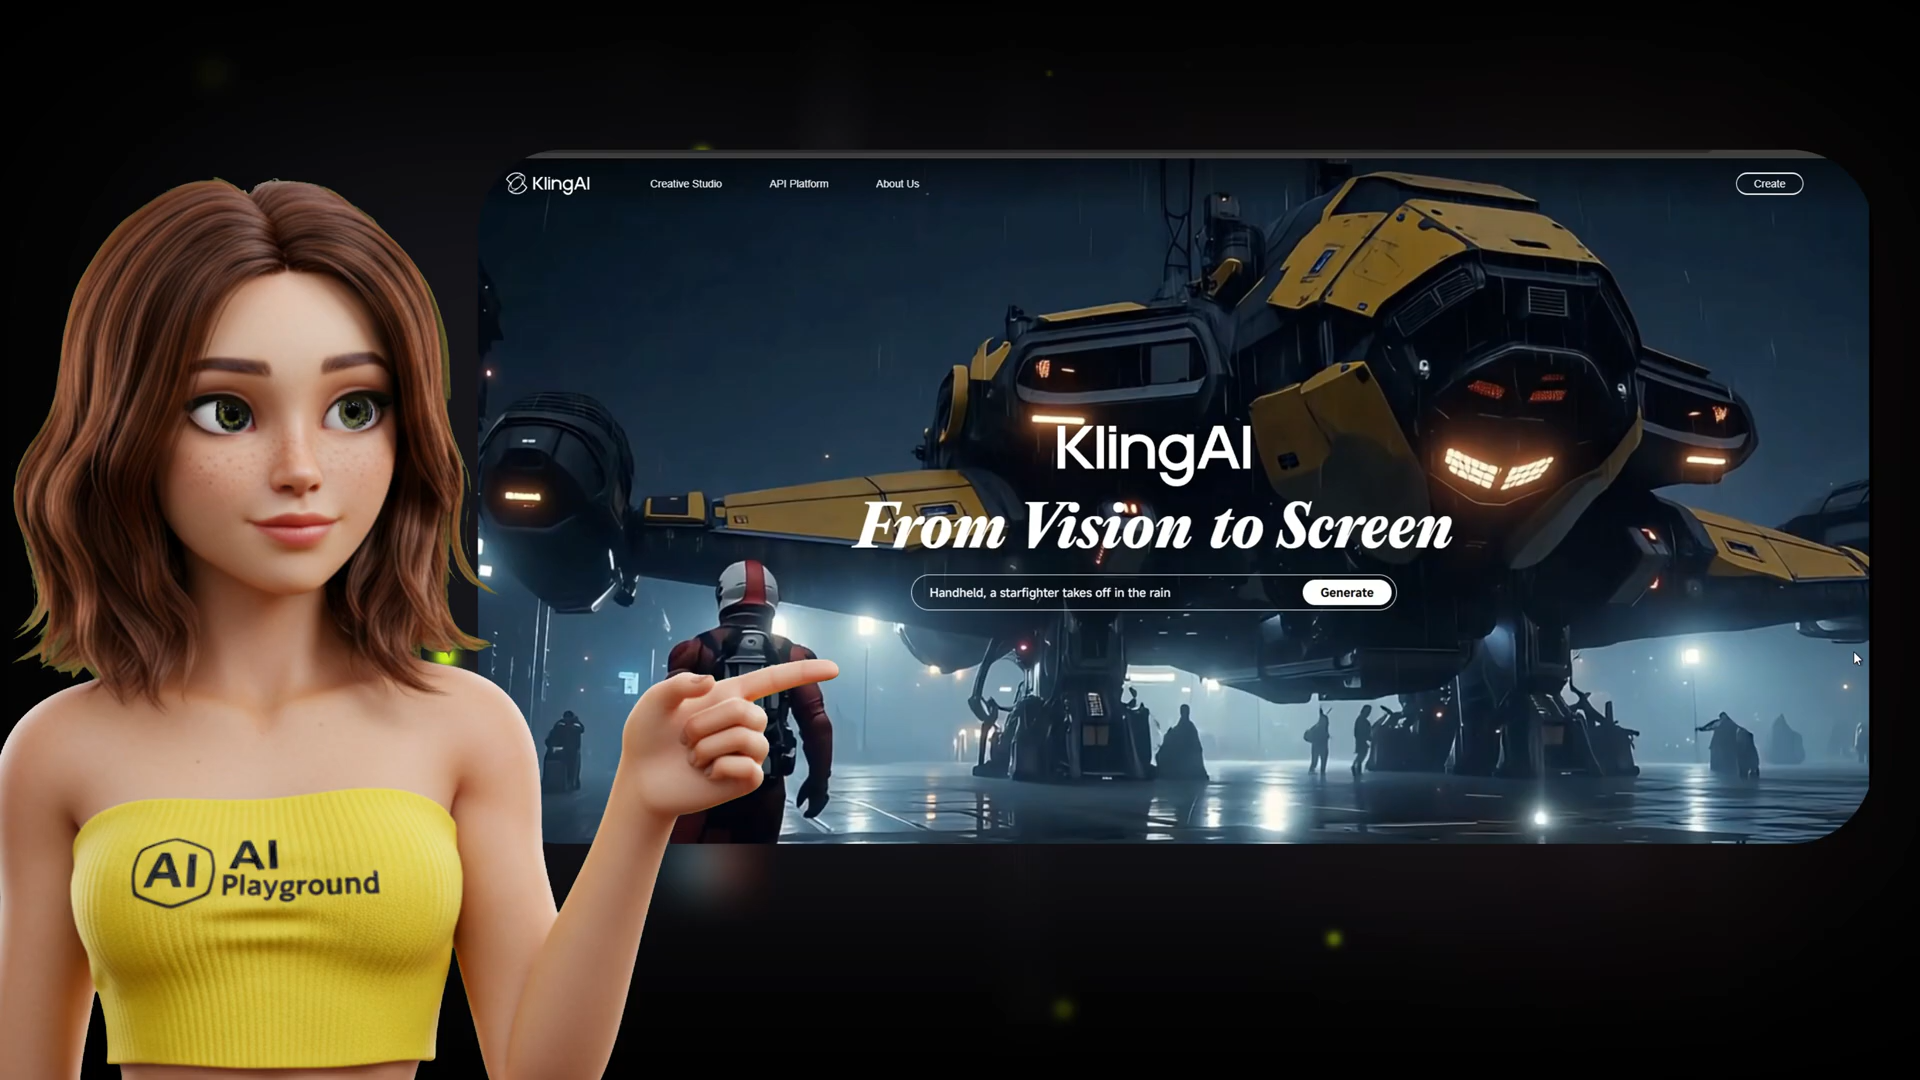 KlingAI
Creative Studio
API Platform
About Us
Create
KlingAI
From Vision to Screen
Handheld, a starfighter takes off in the rain
Generate
AI
AI
Playground